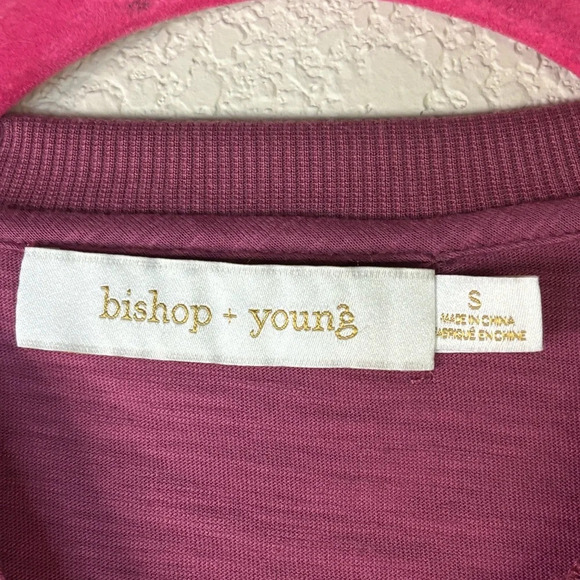 bishop + young
S
MADE IN CHINA
FABRIQUÉ EN CHINE